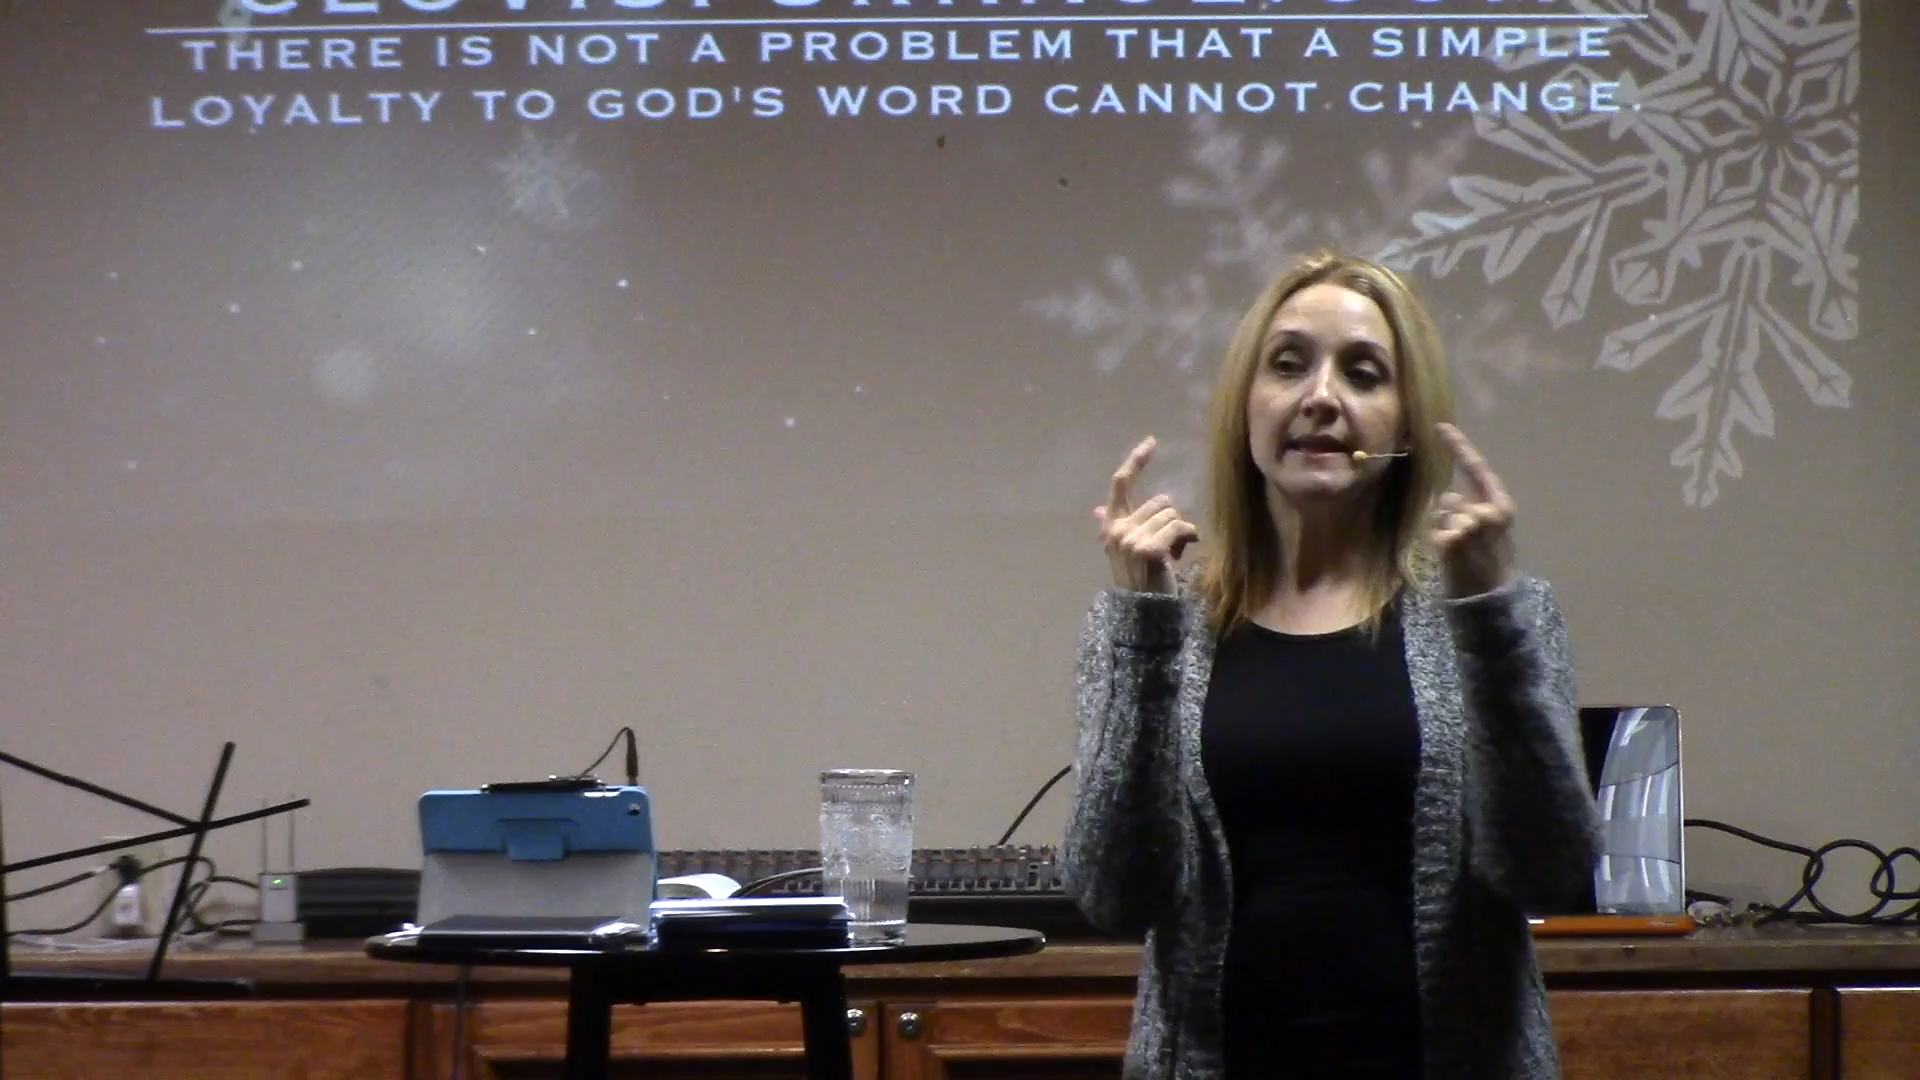 THERE IS NOT A PROBLEM THAT A SIMPLE
LOYALTY TO GOD'S WORD CANNOT CHANGE.